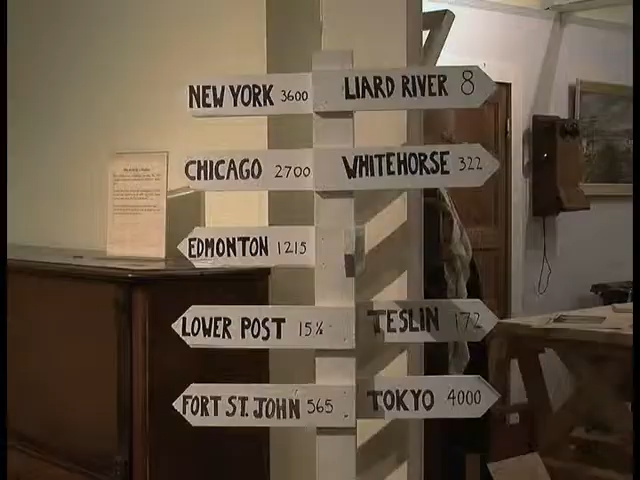 NEW YORK 3600
LIARD RIVER 8
CHICAGO 2700
WHITEHORSE 322
EDMONTON 1215
LOWER POST 15½
TESLIN 172
FORT ST. JOHN 565
TOKYO 4000